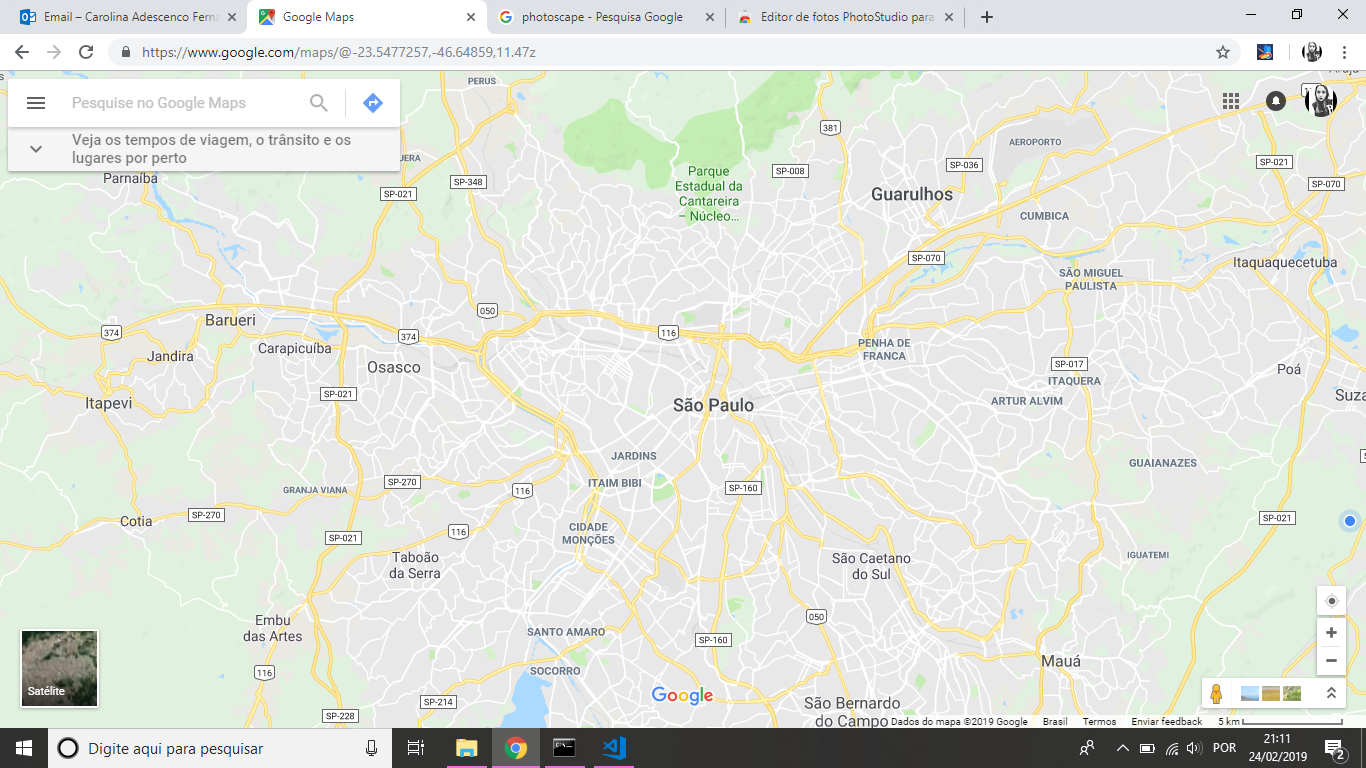 Email – Carolina Adescenco Ferna
Google Maps
photoscape - Pesquisa Google
Editor de fotos PhotoStudio para
https://www.google.com/maps/@-23.5477257,-46.64859,11.47z
Pesquise no Google Maps
Veja os tempos de viagem, o trânsito e os
lugares por perto
PERUS
381
AEROPORTO
SP-036
SP-021
SP-008
SP-348
SP-021
SP-070
Parnaíba
Parque
Estadual da
Cantareira
– Núcleo...
Guarulhos
CUMBICA
SP-070
Itaquaquecetuba
SÃO MIGUEL
PAULISTA
050
Barueri
374
374
116
Carapicuíba
Jandira
Osasco
PENHA DE
FRANCA
SP-017
ITAQUERA
Poá
SP-021
Itapevi
São Paulo
ARTUR ALVIM
Suza
JARDINS
GUAIANAZES
SP-270
ITAIM BIBI
GRANJA VIANA
116
SP-160
SP-270
Cotia
SP-021
CIDADE
MONÇÕES
116
SP-021
IGUATEMI
Taboão
da Serra
São Caetano
do Sul
Embu
das Artes
050
SANTO AMARO
SP-160
SOCORRO
116
Mauá
Satélite
Google
SP-214
SP-228
São Bernardo
do Campo
Dados do mapa ©2019 Google
Brasil
Termos
Enviar feedback
5 km
Digite aqui para pesquisar
POR
21:11
24/02/2019
2